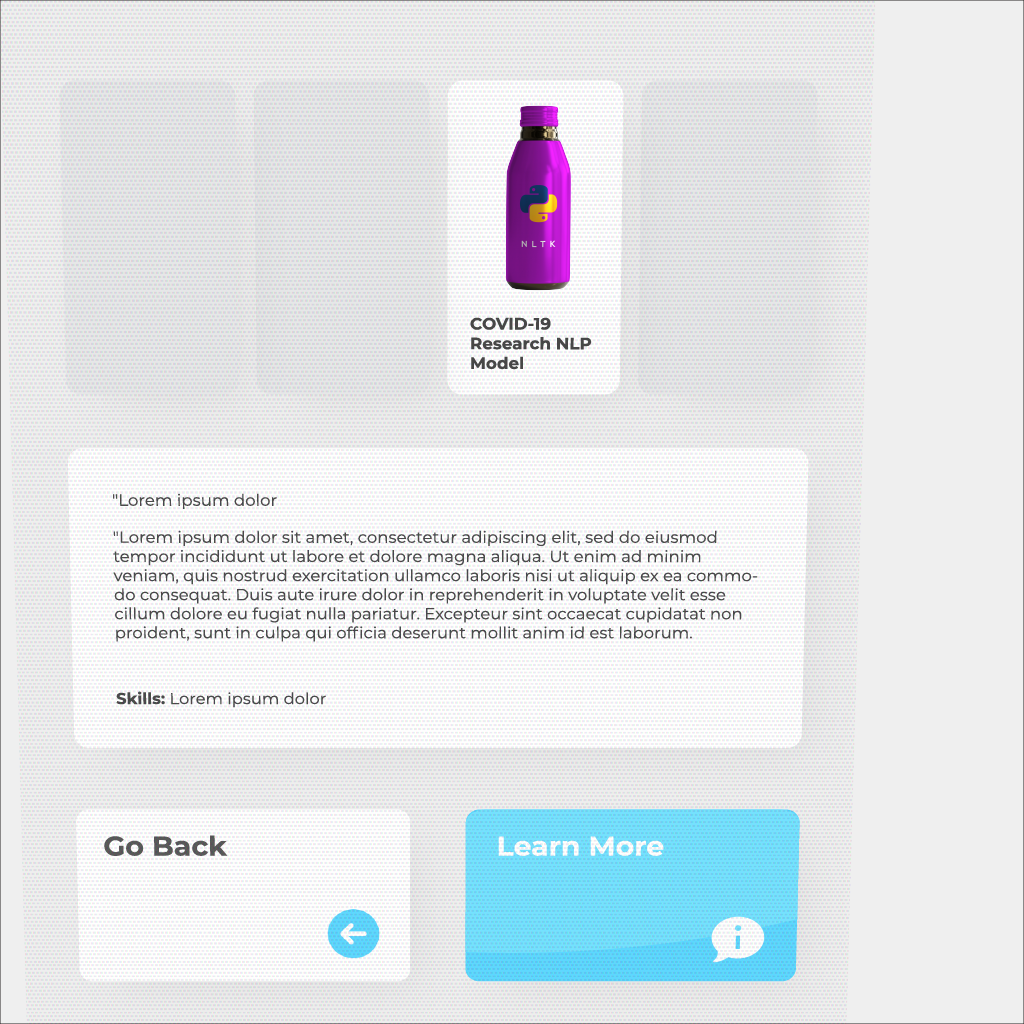 NLTK
COVID-19
Research NLP
Model
"Lorem ipsum dolor
"Lorem ipsum dolor sit amet, consectetur adipiscing elit, sed do eiusmod
tempor incididunt ut labore et dolore magna aliqua. Ut enim ad minim
veniam, quis nostrud exercitation ullamco laboris nisi ut aliquip ex ea commo-
do consequat. Duis aute irure dolor in reprehenderit in voluptate velit esse
cillum dolore eu fugiat nulla pariatur. Excepteur sint occaecat cupidatat non
proident, sunt in culpa qui officia deserunt mollit anim id est laborum.
Skills: Lorem ipsum dolor
Go Back
Learn More